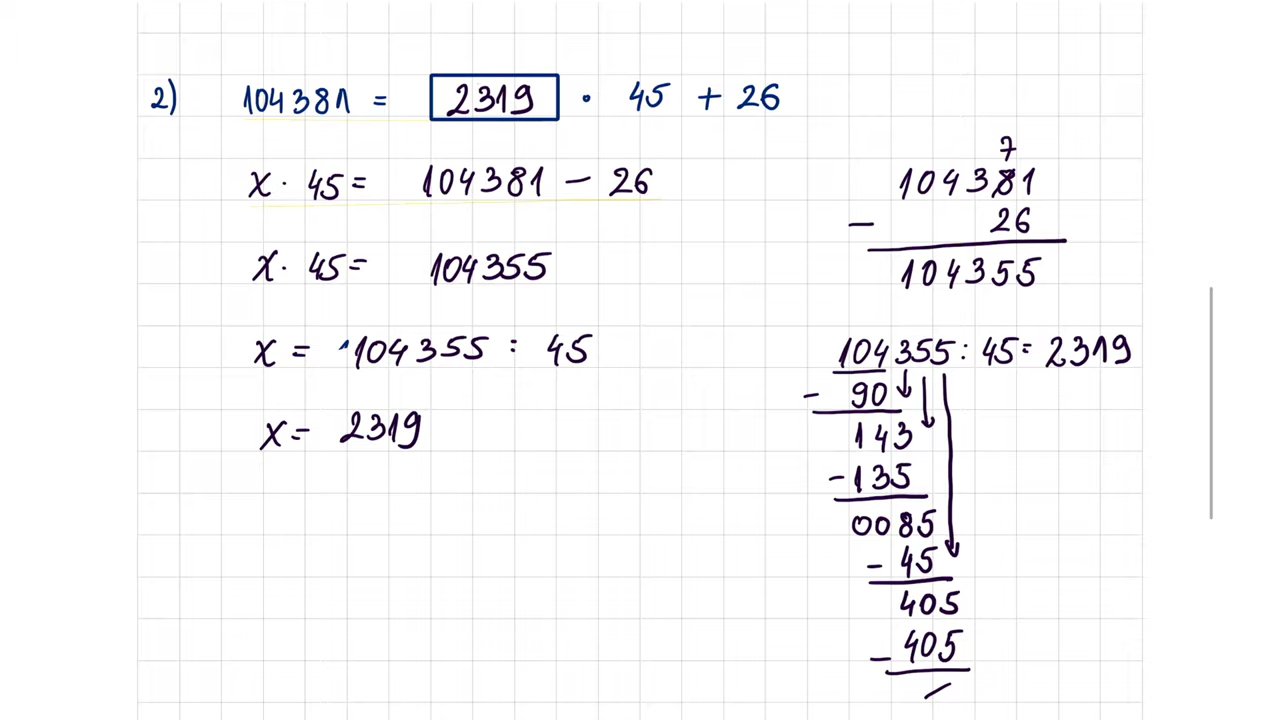 2) 104381 = 2319 · 45 + 26
x · 45 = 104381 − 26
x · 45 = 104355
x = 104355 : 45
x = 2319
7
104381
− 26
104355
104355 : 45 = 2319
− 90
143
− 135
0085
− 45
405
− 405